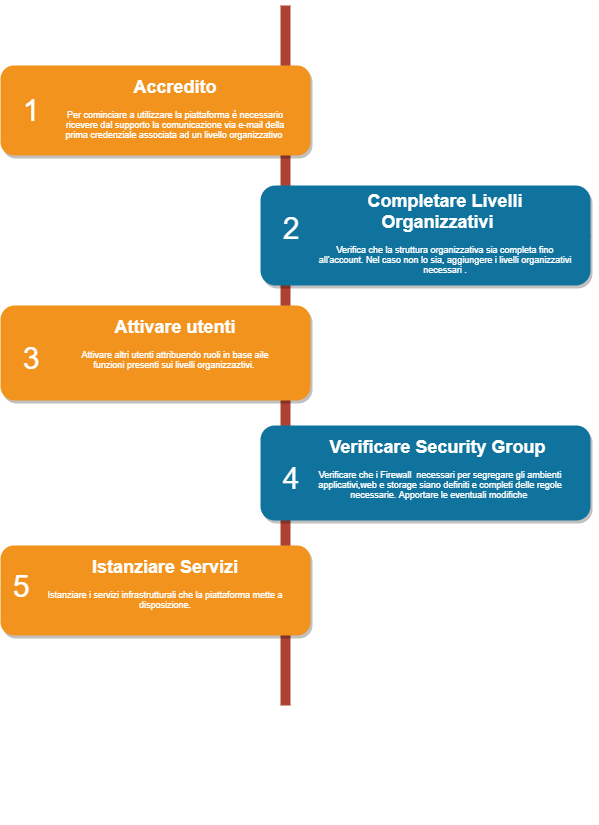 Accredito
1
Per cominciare a utilizzare la piattaforma é necessario
ricevere dal supporto la comunicazione via e-mail della
prima credenziale associata ad un livello organizzativo
Completare Livelli
Organizzativi
2
Verifica che la struttura organizzativa sia completa fino
all'account. Nel caso non lo sia, aggiungere i livelli organizzativi
necessari .
Attivare utenti
3
Attivare altri utenti attribuendo ruoli in base aile
funzioni presenti sui livelli organizzaztivi.
Verificare Security Group
4
Verificare che i Firewall  necessari per segregare gli ambienti
applicativi,web e storage siano definiti e completi delle regole
necessarie. Apportare le eventuali modifiche
Istanziare Servizi
5
Istanziare i servizi infrastrutturali che la piattaforma mette a
disposizione.